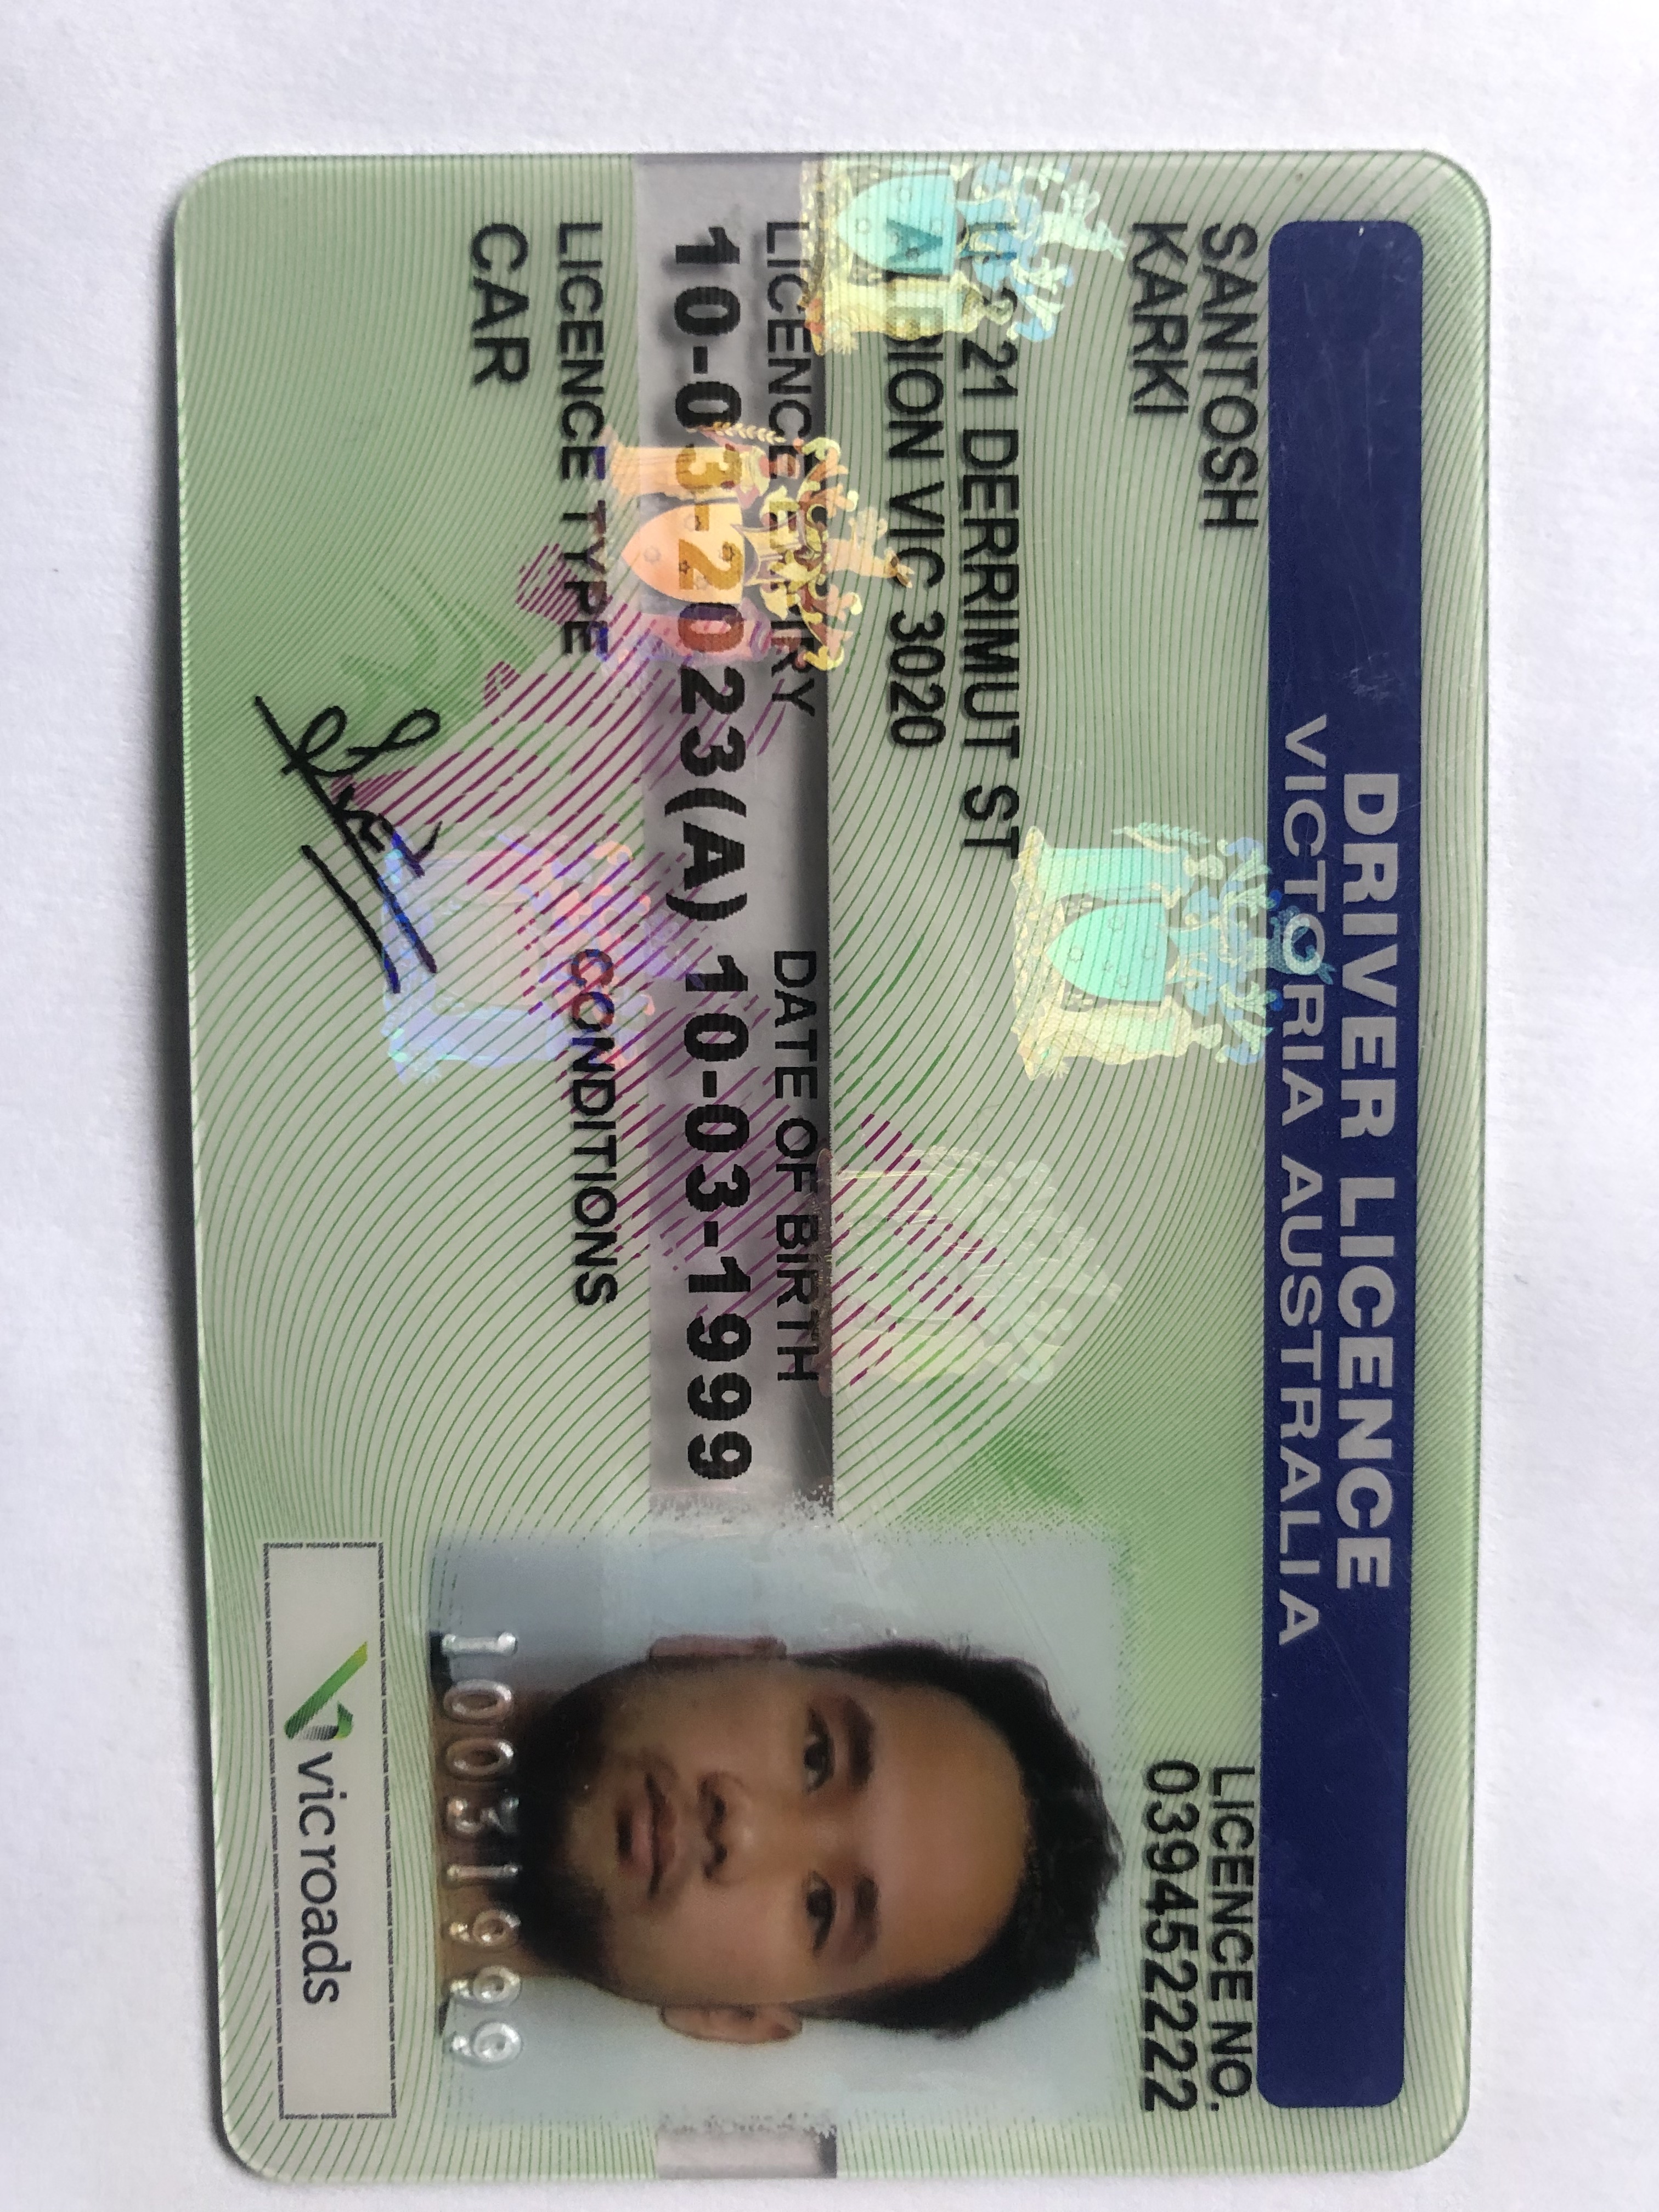 DRIVER LICENCE
VICTORIA AUSTRALIA
SANTOSH
KARKI
LICENCE NO.
039452222
21 DERRIMUT ST
ALBION VIC 3020
LICENCE EXPIRY
DATE OF BIRTH
10-03-2023(A)
10-03-1999
LICENCE TYPE
CONDITIONS
CAR
10031999
vicroads